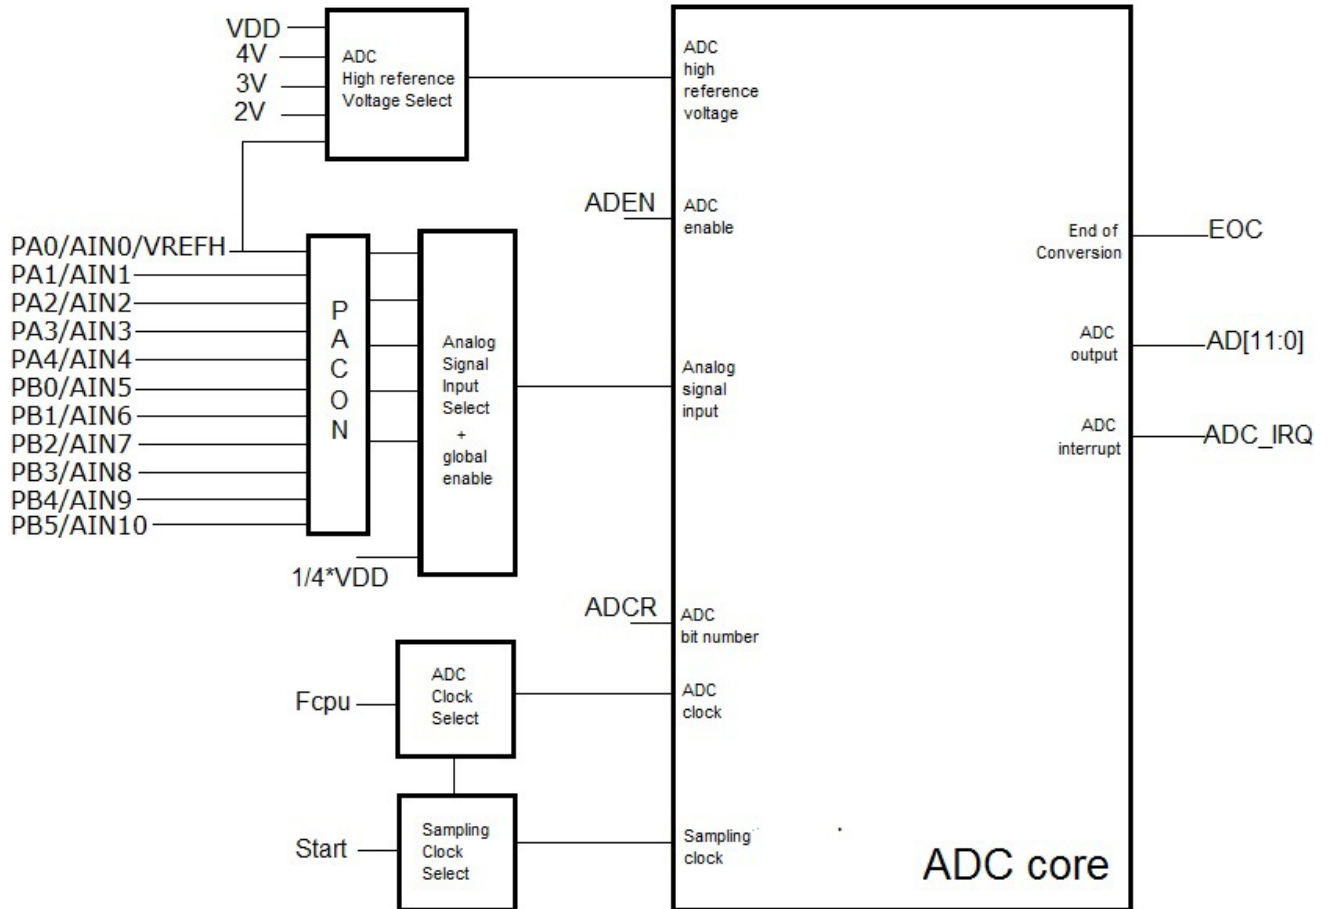 VDD
4V
3V
2V
ADC
High reference
Voltage Select
ADC
high
reference
voltage
ADEN
ADC
enable
PA0/AIN0/VREFH
PA1/AIN1
PA2/AIN2
PA3/AIN3
PA4/AIN4
PB0/AIN5
PB1/AIN6
PB2/AIN7
PB3/AIN8
PB4/AIN9
PB5/AIN10
P
A
C
O
N
Analog
Signal
Input
Select
+
global
enable
1/4*VDD
Analog
signal
input
End of
Conversion
EOC
ADC
output
AD[11:0]
ADC
interrupt
ADC_IRQ
ADCR
ADC
bit number
Fcpu
ADC
Clock
Select
ADC
clock
Start
Sampling
Clock
Select
Sampling
clock
ADC core